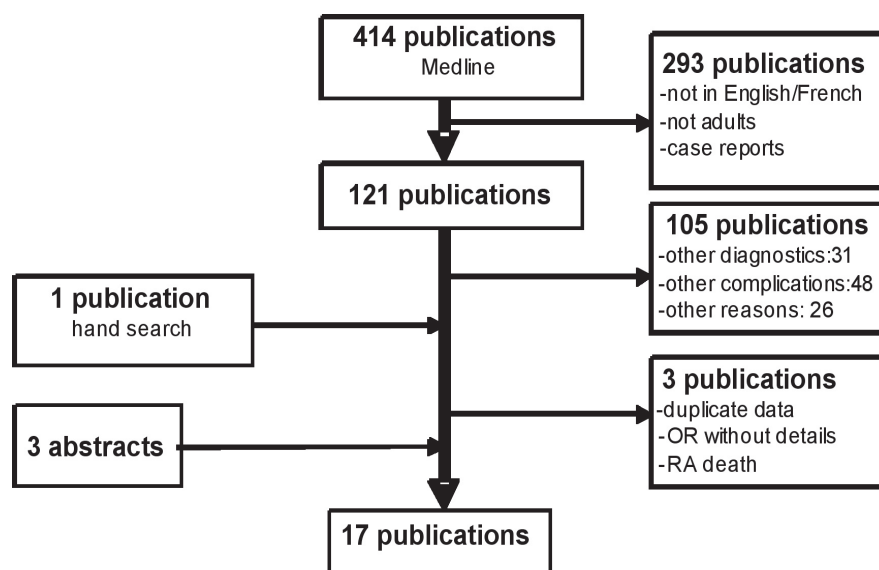 414 publications
Medline
293 publications
-not in English/French
-not adults
-case reports
121 publications
105 publications
-other diagnostics:31
-other complications:48
-other reasons: 26
1 publication
hand search
3 publications
-duplicate data
-OR without details
-RA death
3 abstracts
17 publications